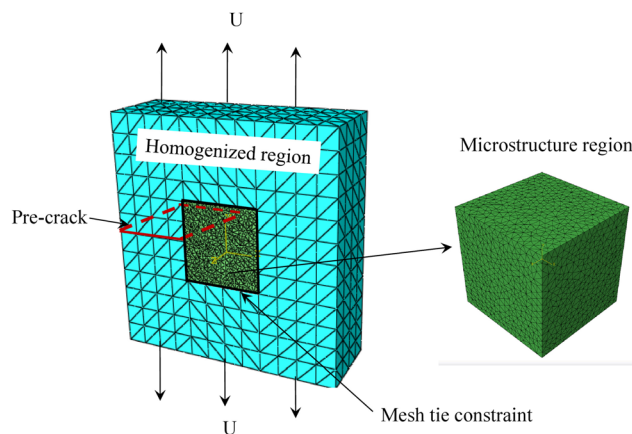 U
Homogenized region
Microstructure region
Pre-crack
Mesh tie constraint
U